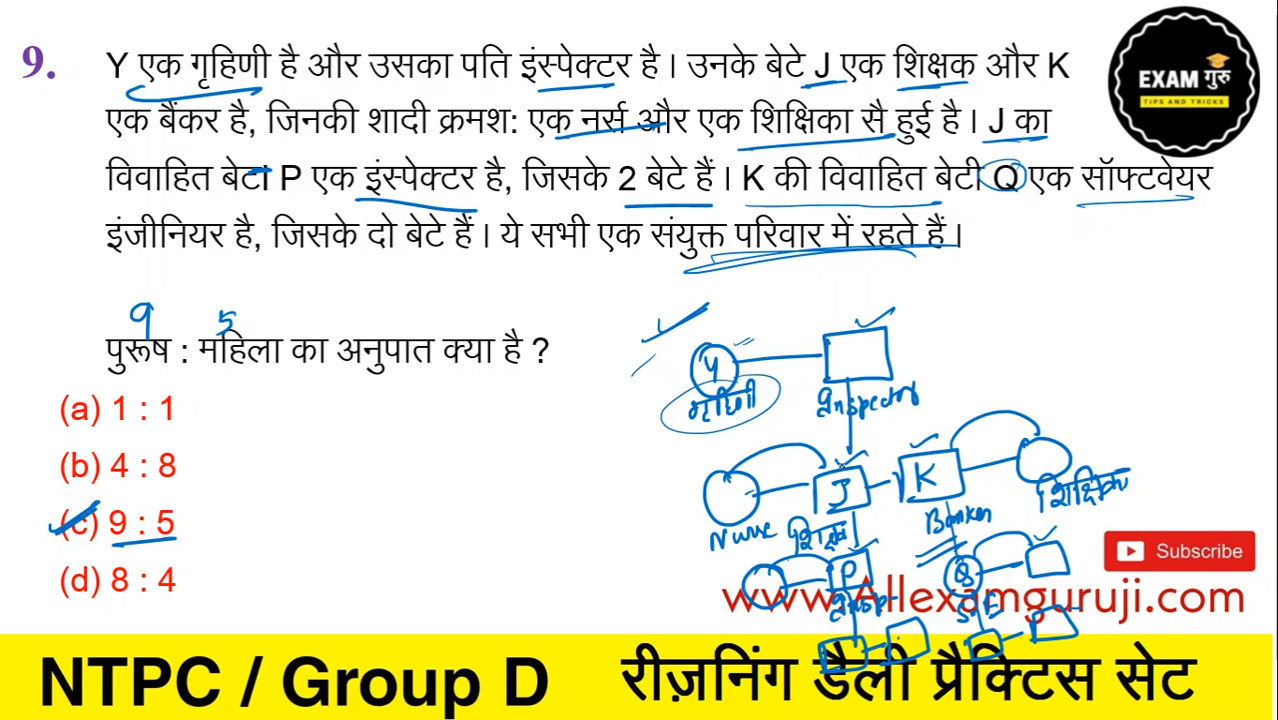 9. Y एक गृहिणी है और उसका पति इंस्पेक्टर है। उनके बेटे J एक शिक्षक और K
एक बैंकर है, जिनकी शादी क्रमश: एक नर्स और एक शिक्षिका सै हुई है। J का
विवाहित बेटा P एक इंस्पेक्टर है, जिसके 2 बेटे हैं। K की विवाहित बेटी Q एक सॉफ्टवेयर
इंजीनियर है, जिसके दो बेटे हैं। ये सभी एक संयुक्त परिवार में रहते हैं।
EXAM गुरु
TIPS AND TRICKS
9 5
पुरूष : महिला का अनुपात क्या है ?
(a) 1 : 1
(b) 4 : 8
(c) 9 : 5
(d) 8 : 4
Y
गृहिणी Inspector
J K
Nurse शिक्षक Banker शिक्षिका
P Q
Insp S.E
Subscribe
www.Allexamguruji.com
NTPC / Group D रीज़निंग डैली प्रैक्टिस सेट